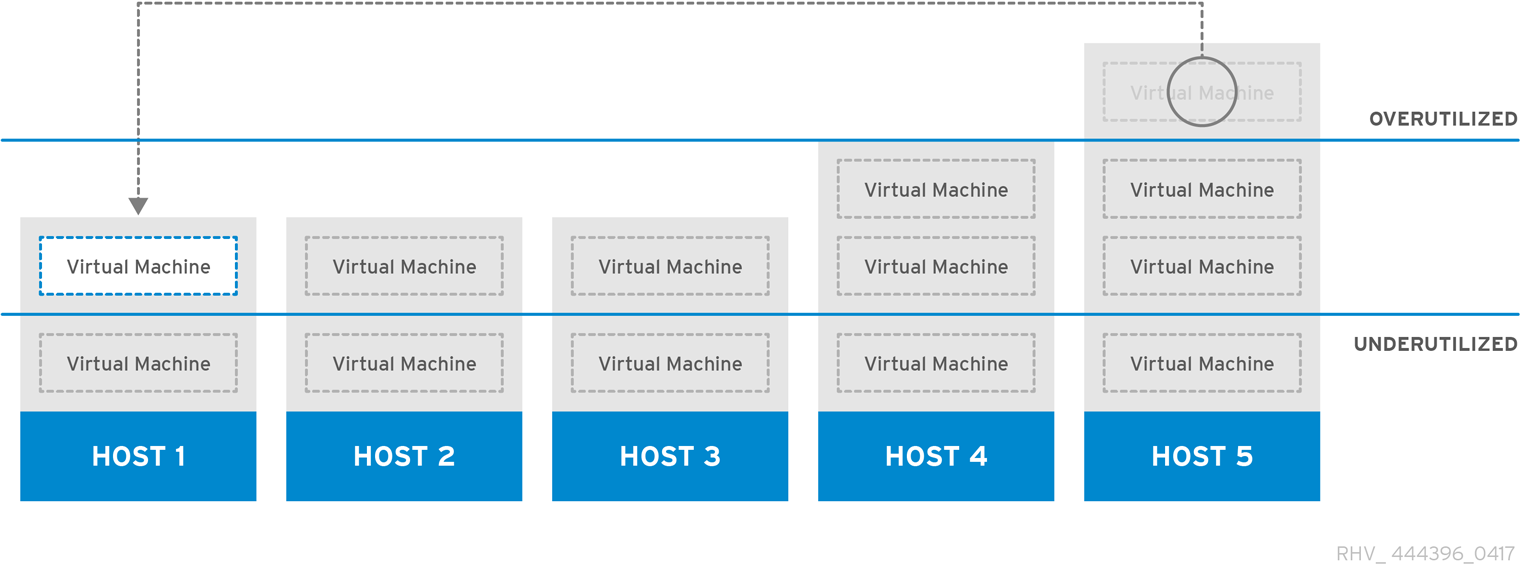 Virtual Machine
OVERUTILIZED
Virtual Machine
Virtual Machine
Virtual Machine
Virtual Machine
Virtual Machine
Virtual Machine
Virtual Machine
UNDERUTILIZED
Virtual Machine
Virtual Machine
Virtual Machine
Virtual Machine
Virtual Machine
HOST 1
HOST 2
HOST 3
HOST 4
HOST 5
RHV_ 444396_0417